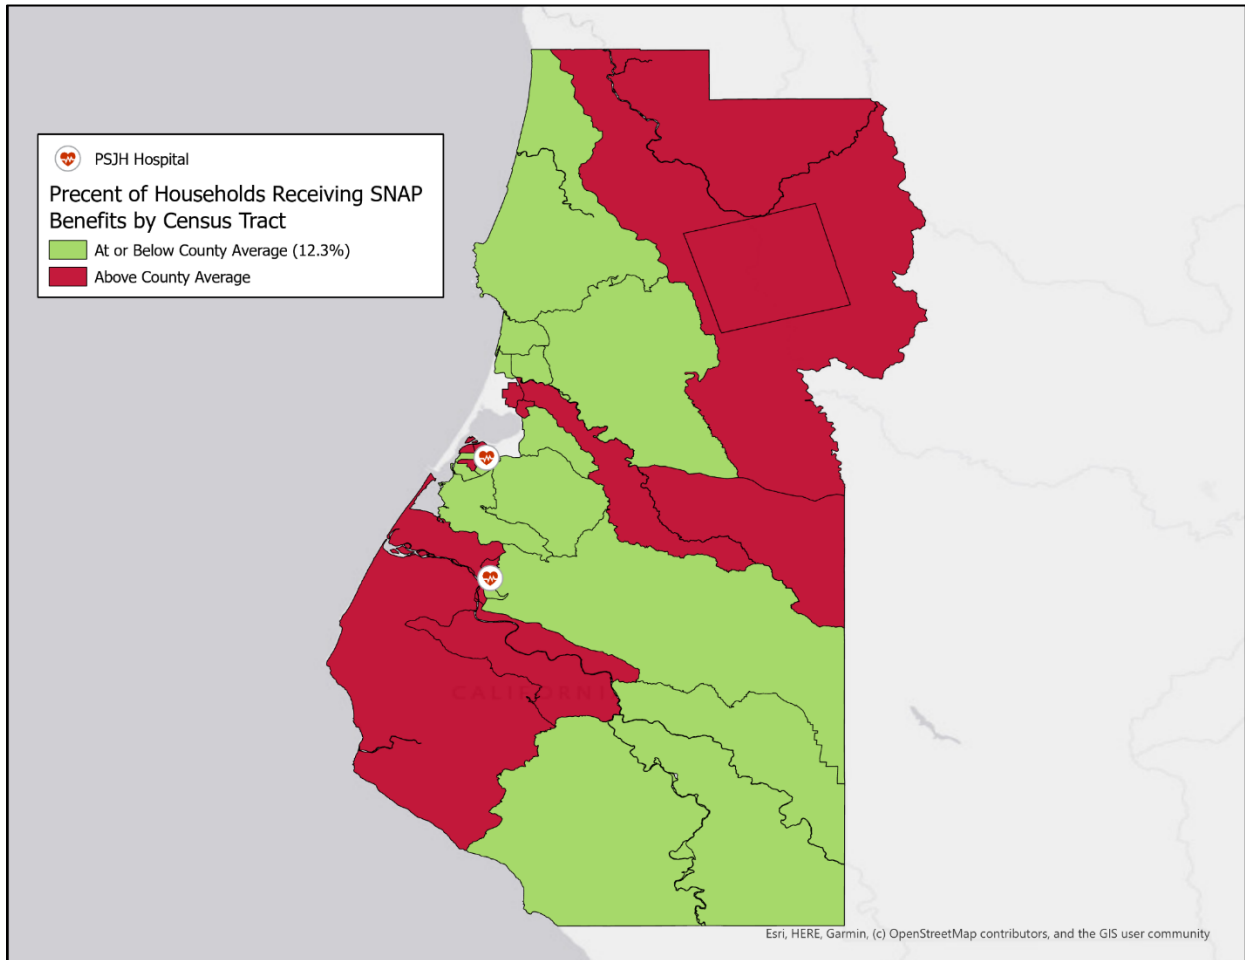 PSJH Hospital
Precent of Households Receiving SNAP
Benefits by Census Tract
At or Below County Average (12.3%)
Above County Average
CALIFORNI
Esri, HERE, Garmin, (c) OpenStreetMap contributors, and the GIS user community